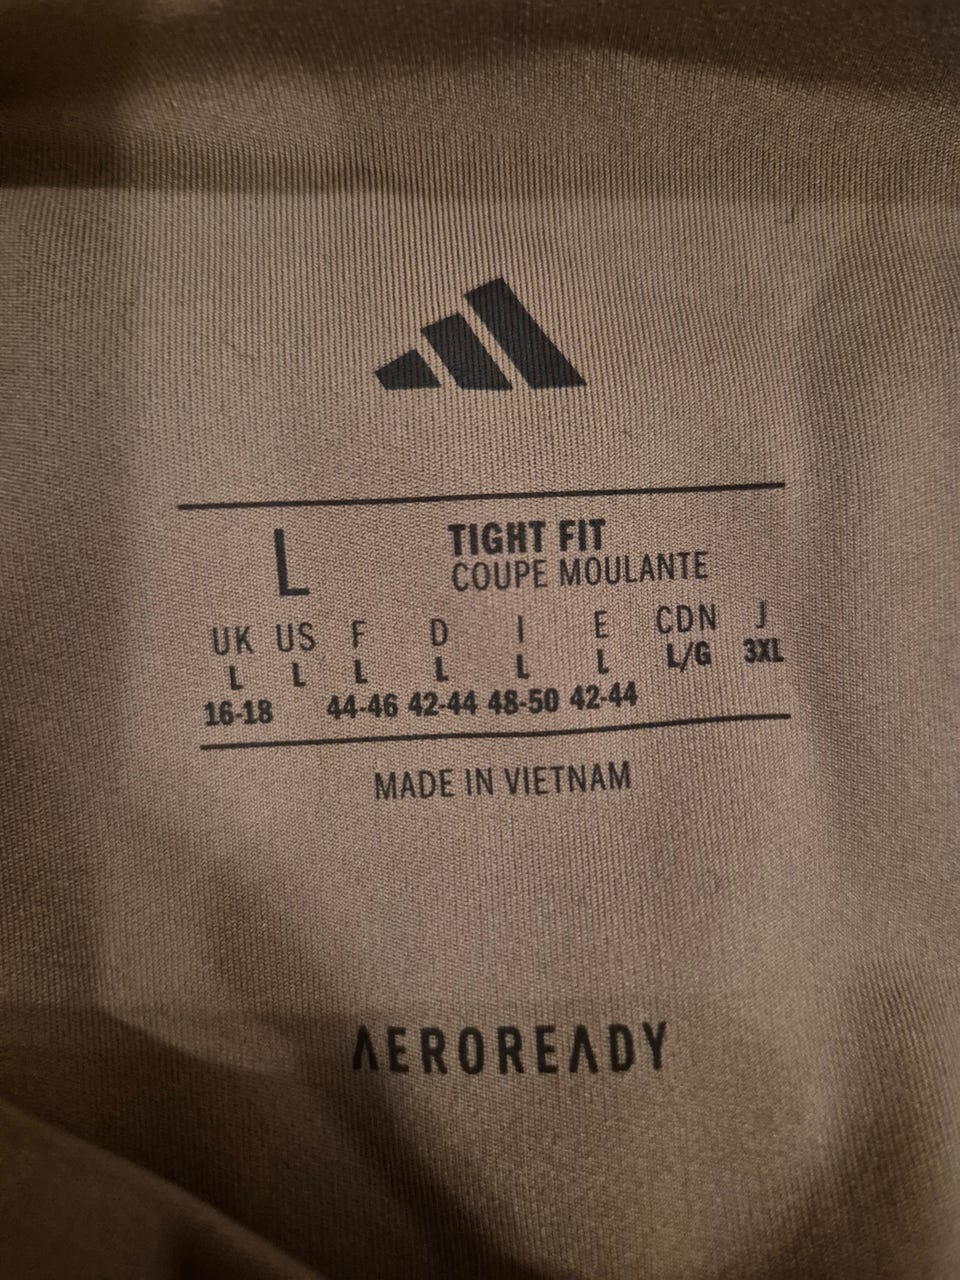 L TIGHT FIT
COUPE MOULANTE
UK US F D I E CDN J
L L L L L L L/G 3XL
16-18 44-46 42-44 48-50 42-44
MADE IN VIETNAM
AEROREADY